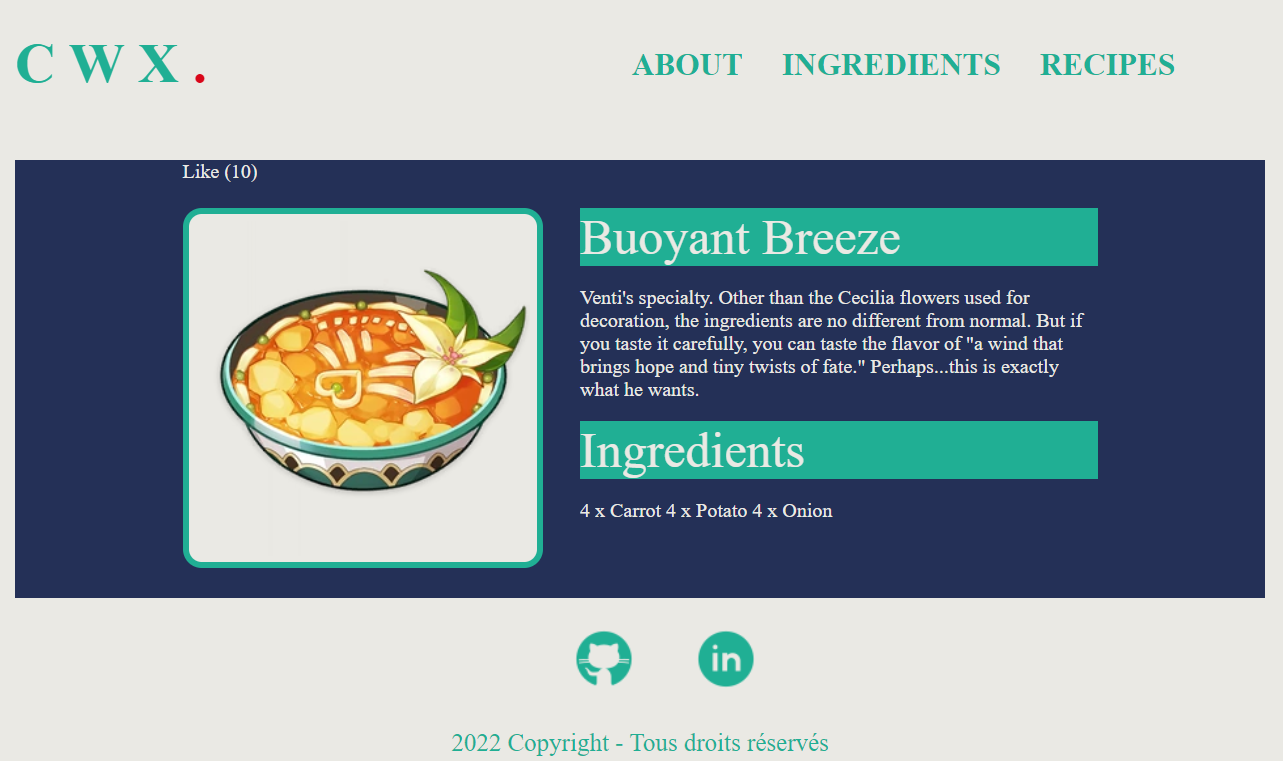 C W X .
ABOUT INGREDIENTS RECIPES
Like (10)
Buoyant Breeze
Venti's specialty. Other than the Cecilia flowers used for
decoration, the ingredients are no different from normal. But if
you taste it carefully, you can taste the flavor of "a wind that
brings hope and tiny twists of fate." Perhaps...this is exactly
what he wants.
Ingredients
4 x Carrot 4 x Potato 4 x Onion
in
2022 Copyright - Tous droits réservés